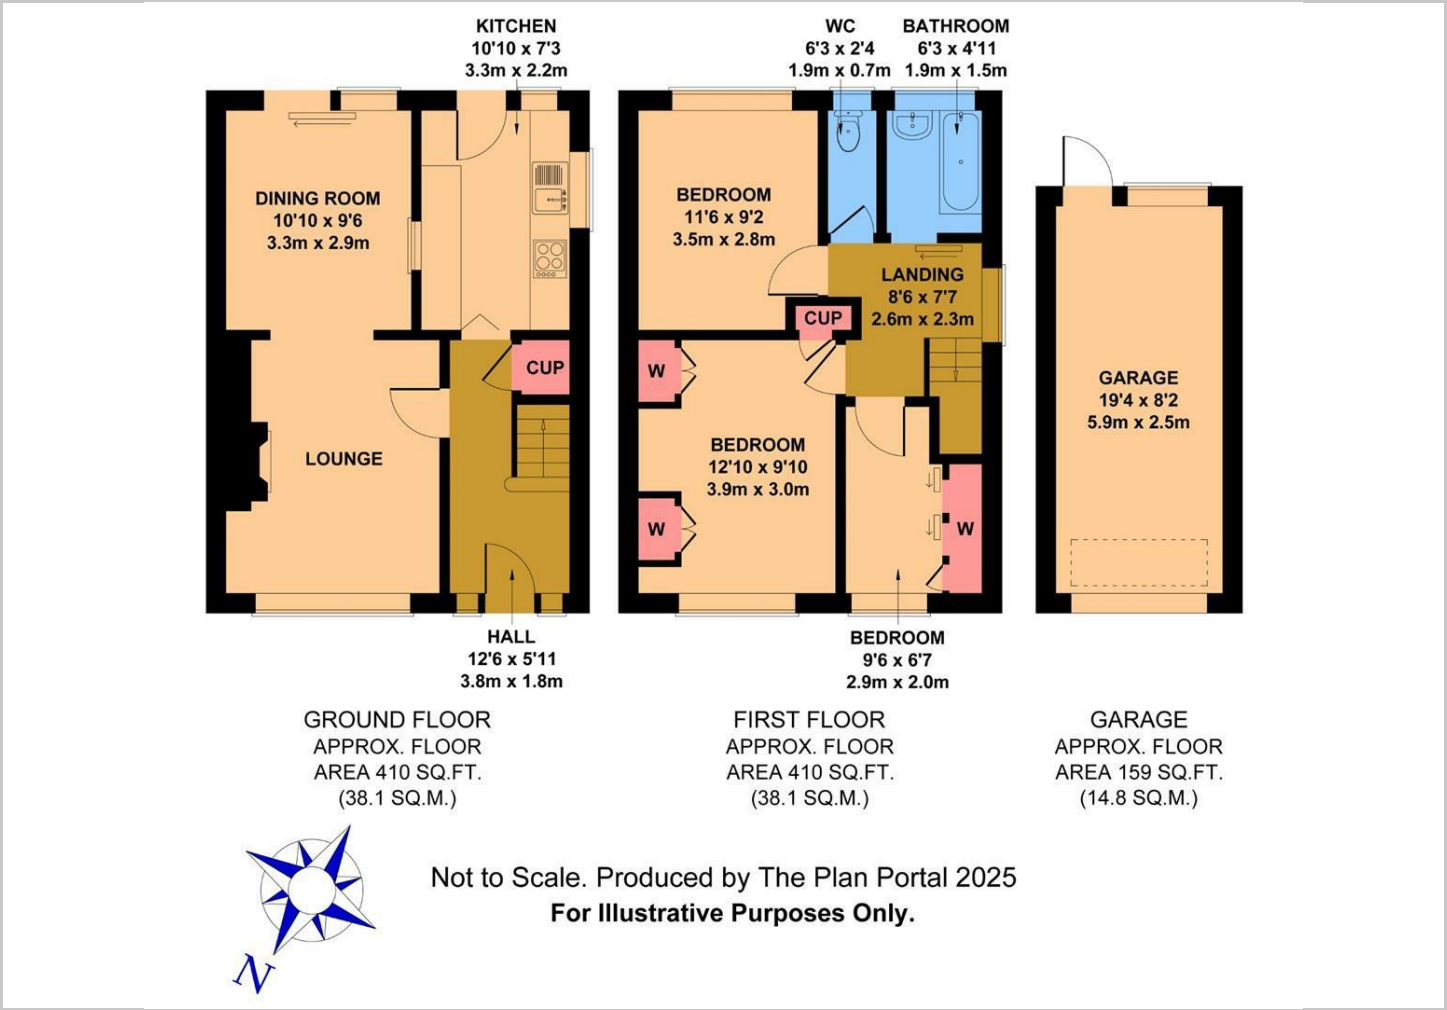 KITCHEN
10'10 x 7'3
3.3m x 2.2m
WC
6'3 x 2'4
1.9m x 0.7m
BATHROOM
6'3 x 4'11
1.9m x 1.5m
DINING ROOM
10'10 x 9'6
3.3m x 2.9m
BEDROOM
11'6 x 9'2
3.5m x 2.8m
LANDING
8'6 x 7'7
2.6m x 2.3m
CUP
CUP
W
LOUNGE
BEDROOM
12'10 x 9'10
3.9m x 3.0m
W
W
GARAGE
19'4 x 8'2
5.9m x 2.5m
HALL
12'6 x 5'11
3.8m x 1.8m
BEDROOM
9'6 x 6'7
2.9m x 2.0m
GROUND FLOOR
APPROX. FLOOR
AREA 410 SQ.FT.
(38.1 SQ.M.)
FIRST FLOOR
APPROX. FLOOR
AREA 410 SQ.FT.
(38.1 SQ.M.)
GARAGE
APPROX. FLOOR
AREA 159 SQ.FT.
(14.8 SQ.M.)
Not to Scale. Produced by The Plan Portal 2025
For Illustrative Purposes Only.
N